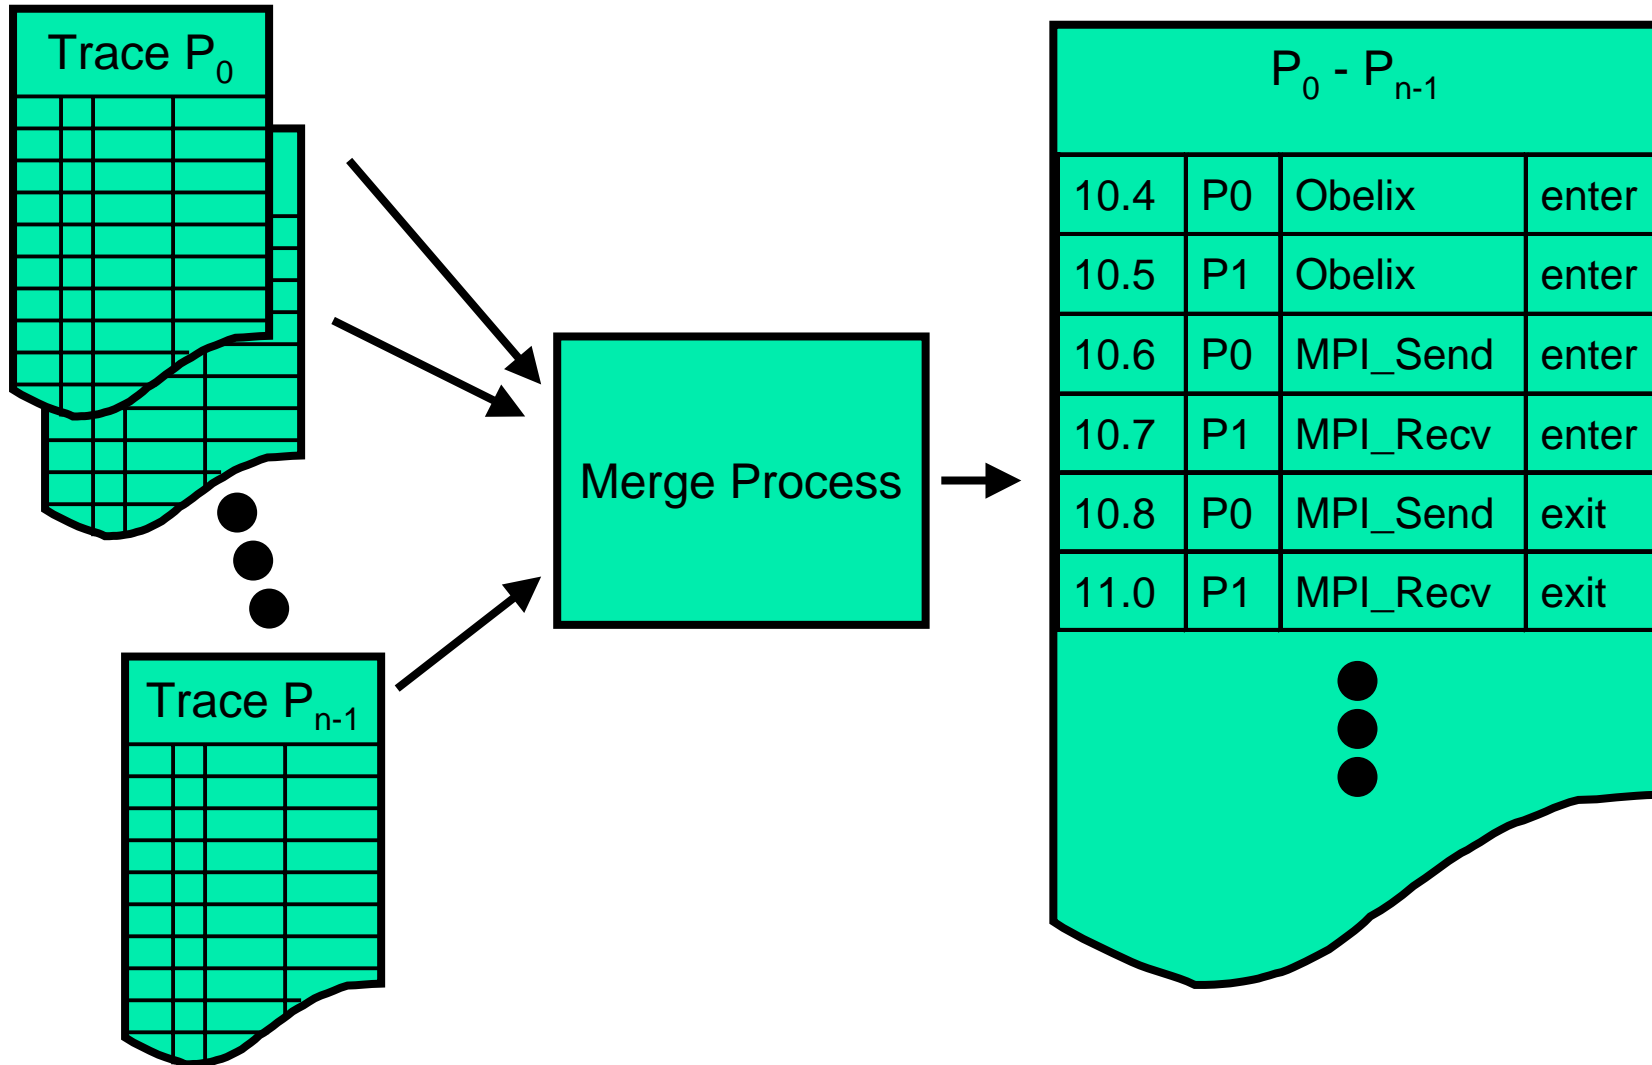 Trace P0
Trace Pn-1
Merge Process
P0 - Pn-1
10.4 P0 Obelix enter
10.5 P1 Obelix enter
10.6 P0 MPI_Send enter
10.7 P1 MPI_Recv enter
10.8 P0 MPI_Send exit
11.0 P1 MPI_Recv exit